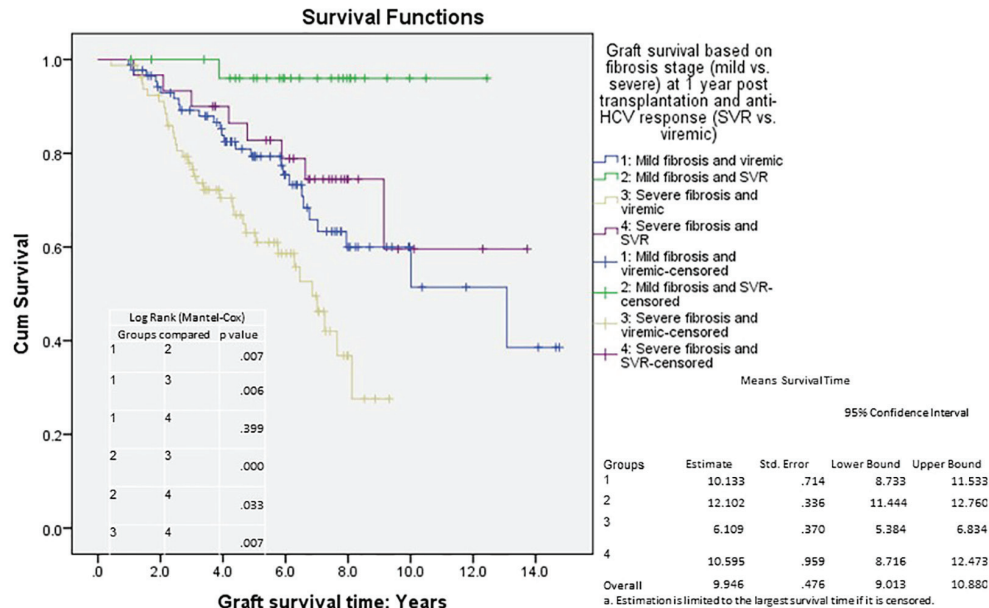 Survival Functions
Cum Survival
1.0
0.8
0.6
0.4
0.2
0.0
Log Rank (Mantel-Cox)
Groups compared p value
1 2 .007
1 3 .006
1 4 .399
2 3 .000
2 4 .033
3 4 .007
.0 2.0 4.0 6.0 8.0 10.0 12.0 14.0
Graft survival time: Years
Graft survival based on
fibrosis stage (mild vs.
severe) at 1 year post
transplantation and anti-
HCV response (SVR vs.
viremic)
1: Mild fibrosis and viremic
2: Mild fibrosis and SVR
3: Severe fibrosis and
viremic
4: Severe fibrosis and
SVR
1: Mild fibrosis and
viremic-censored
2: Mild fibrosis and SVR-
censored
3: Severe fibrosis and
viremic-censored
4: Severe fibrosis and
SVR-censored
Means Survival Time
95% Confidence Interval
Groups Estimate Std. Error Lower Bound Upper Bound
1 10.133 .714 8.733 11.533
2 12.102 .336 11.444 12.760
3 6.109 .370 5.384 6.834
4 10.595 .959 8.716 12.473
Overall 9.946 .476 9.013 10.880
a. Estimation is limited to the largest survival time if it is censored.